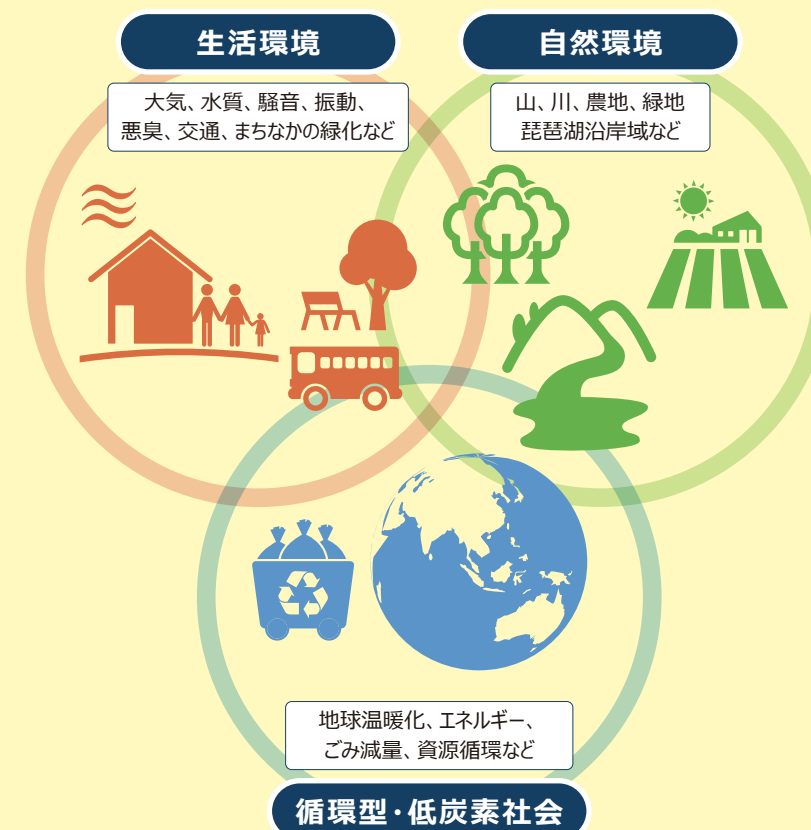 生活環境
大気、水質、騒音、振動、
悪臭、交通、まちなかの緑化など
自然環境
山、川、農地、緑地
琵琶湖沿岸域など
地球温暖化、エネルギー、
ごみ減量、資源循環など
循環型・低炭素社会